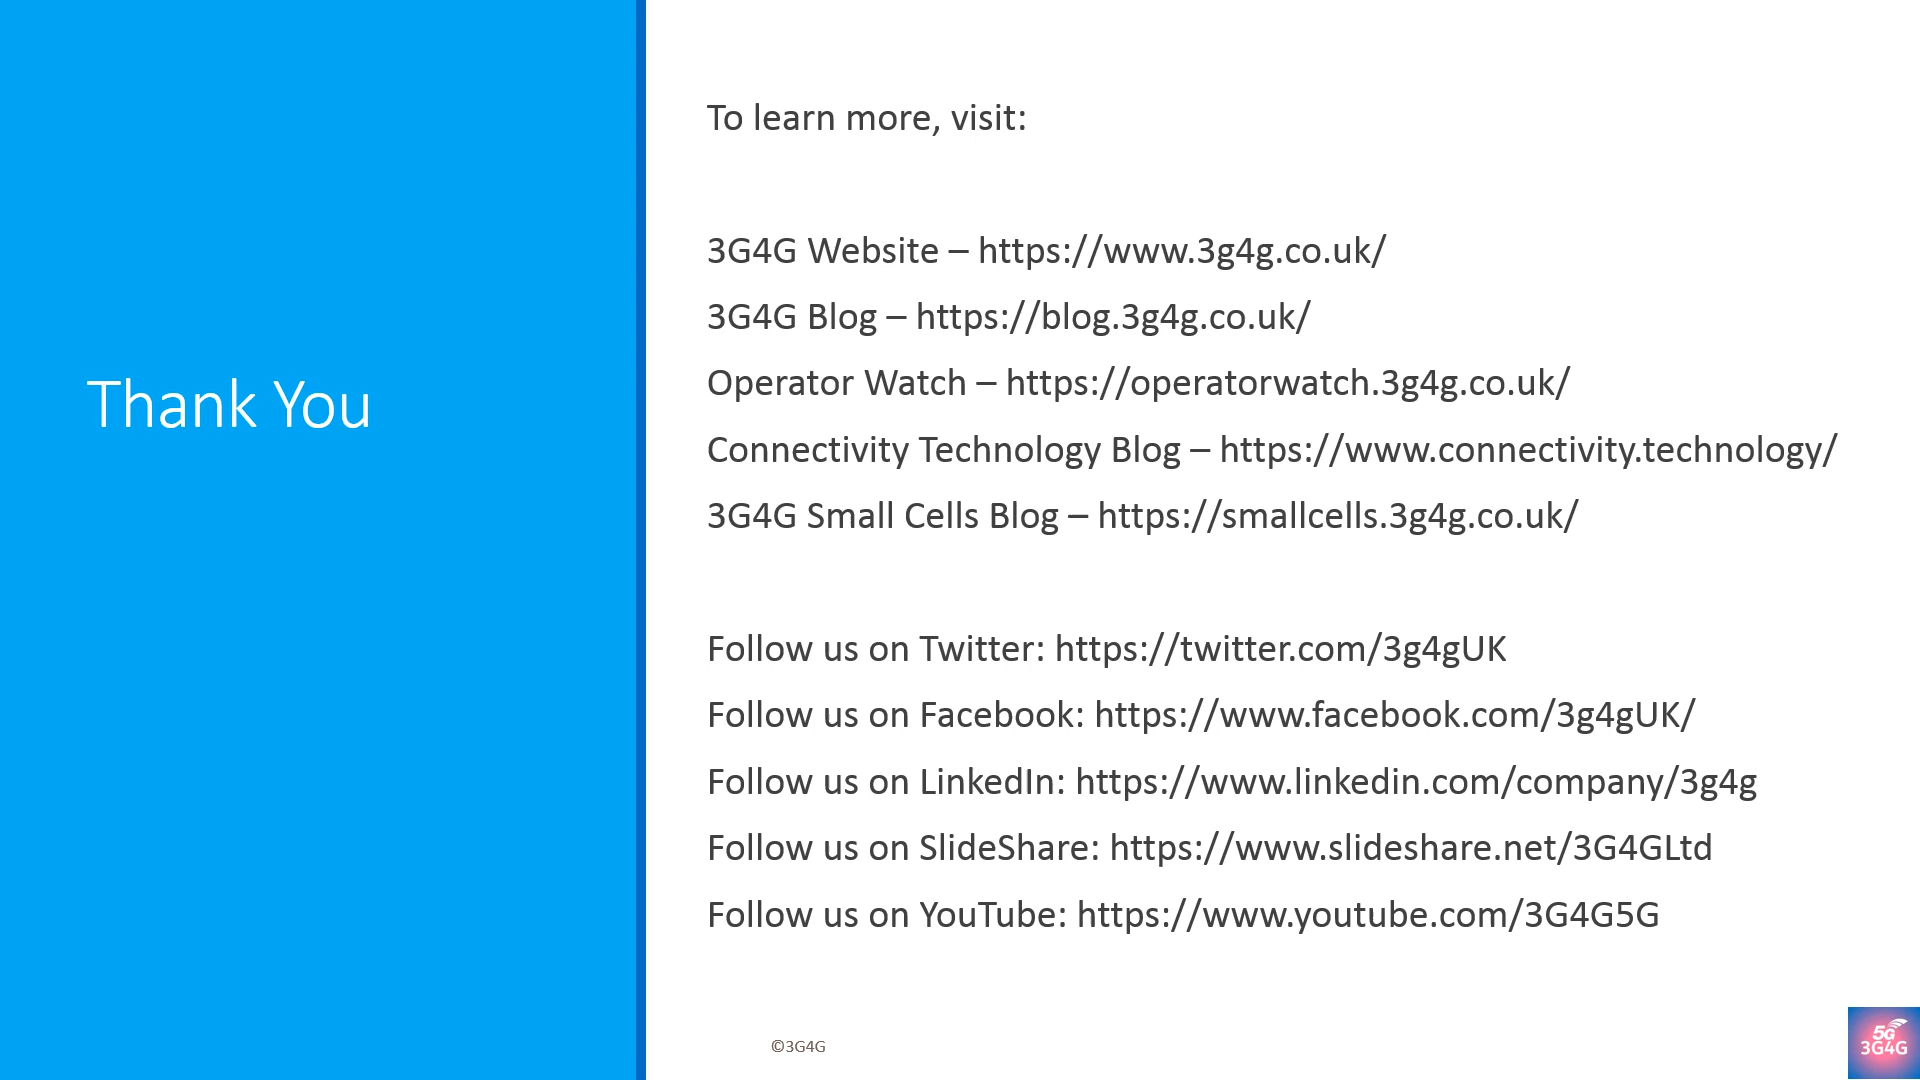 Thank You
To learn more, visit:
3G4G Website – https://www.3g4g.co.uk/
3G4G Blog – https://blog.3g4g.co.uk/
Operator Watch – https://operatorwatch.3g4g.co.uk/
Connectivity Technology Blog – https://www.connectivity.technology/
3G4G Small Cells Blog – https://smallcells.3g4g.co.uk/
Follow us on Twitter: https://twitter.com/3g4gUK
Follow us on Facebook: https://www.facebook.com/3g4gUK/
Follow us on LinkedIn: https://www.linkedin.com/company/3g4g
Follow us on SlideShare: https://www.slideshare.net/3G4GLtd
Follow us on YouTube: https://www.youtube.com/3G4G5G
©3G4G
5G
3G4G